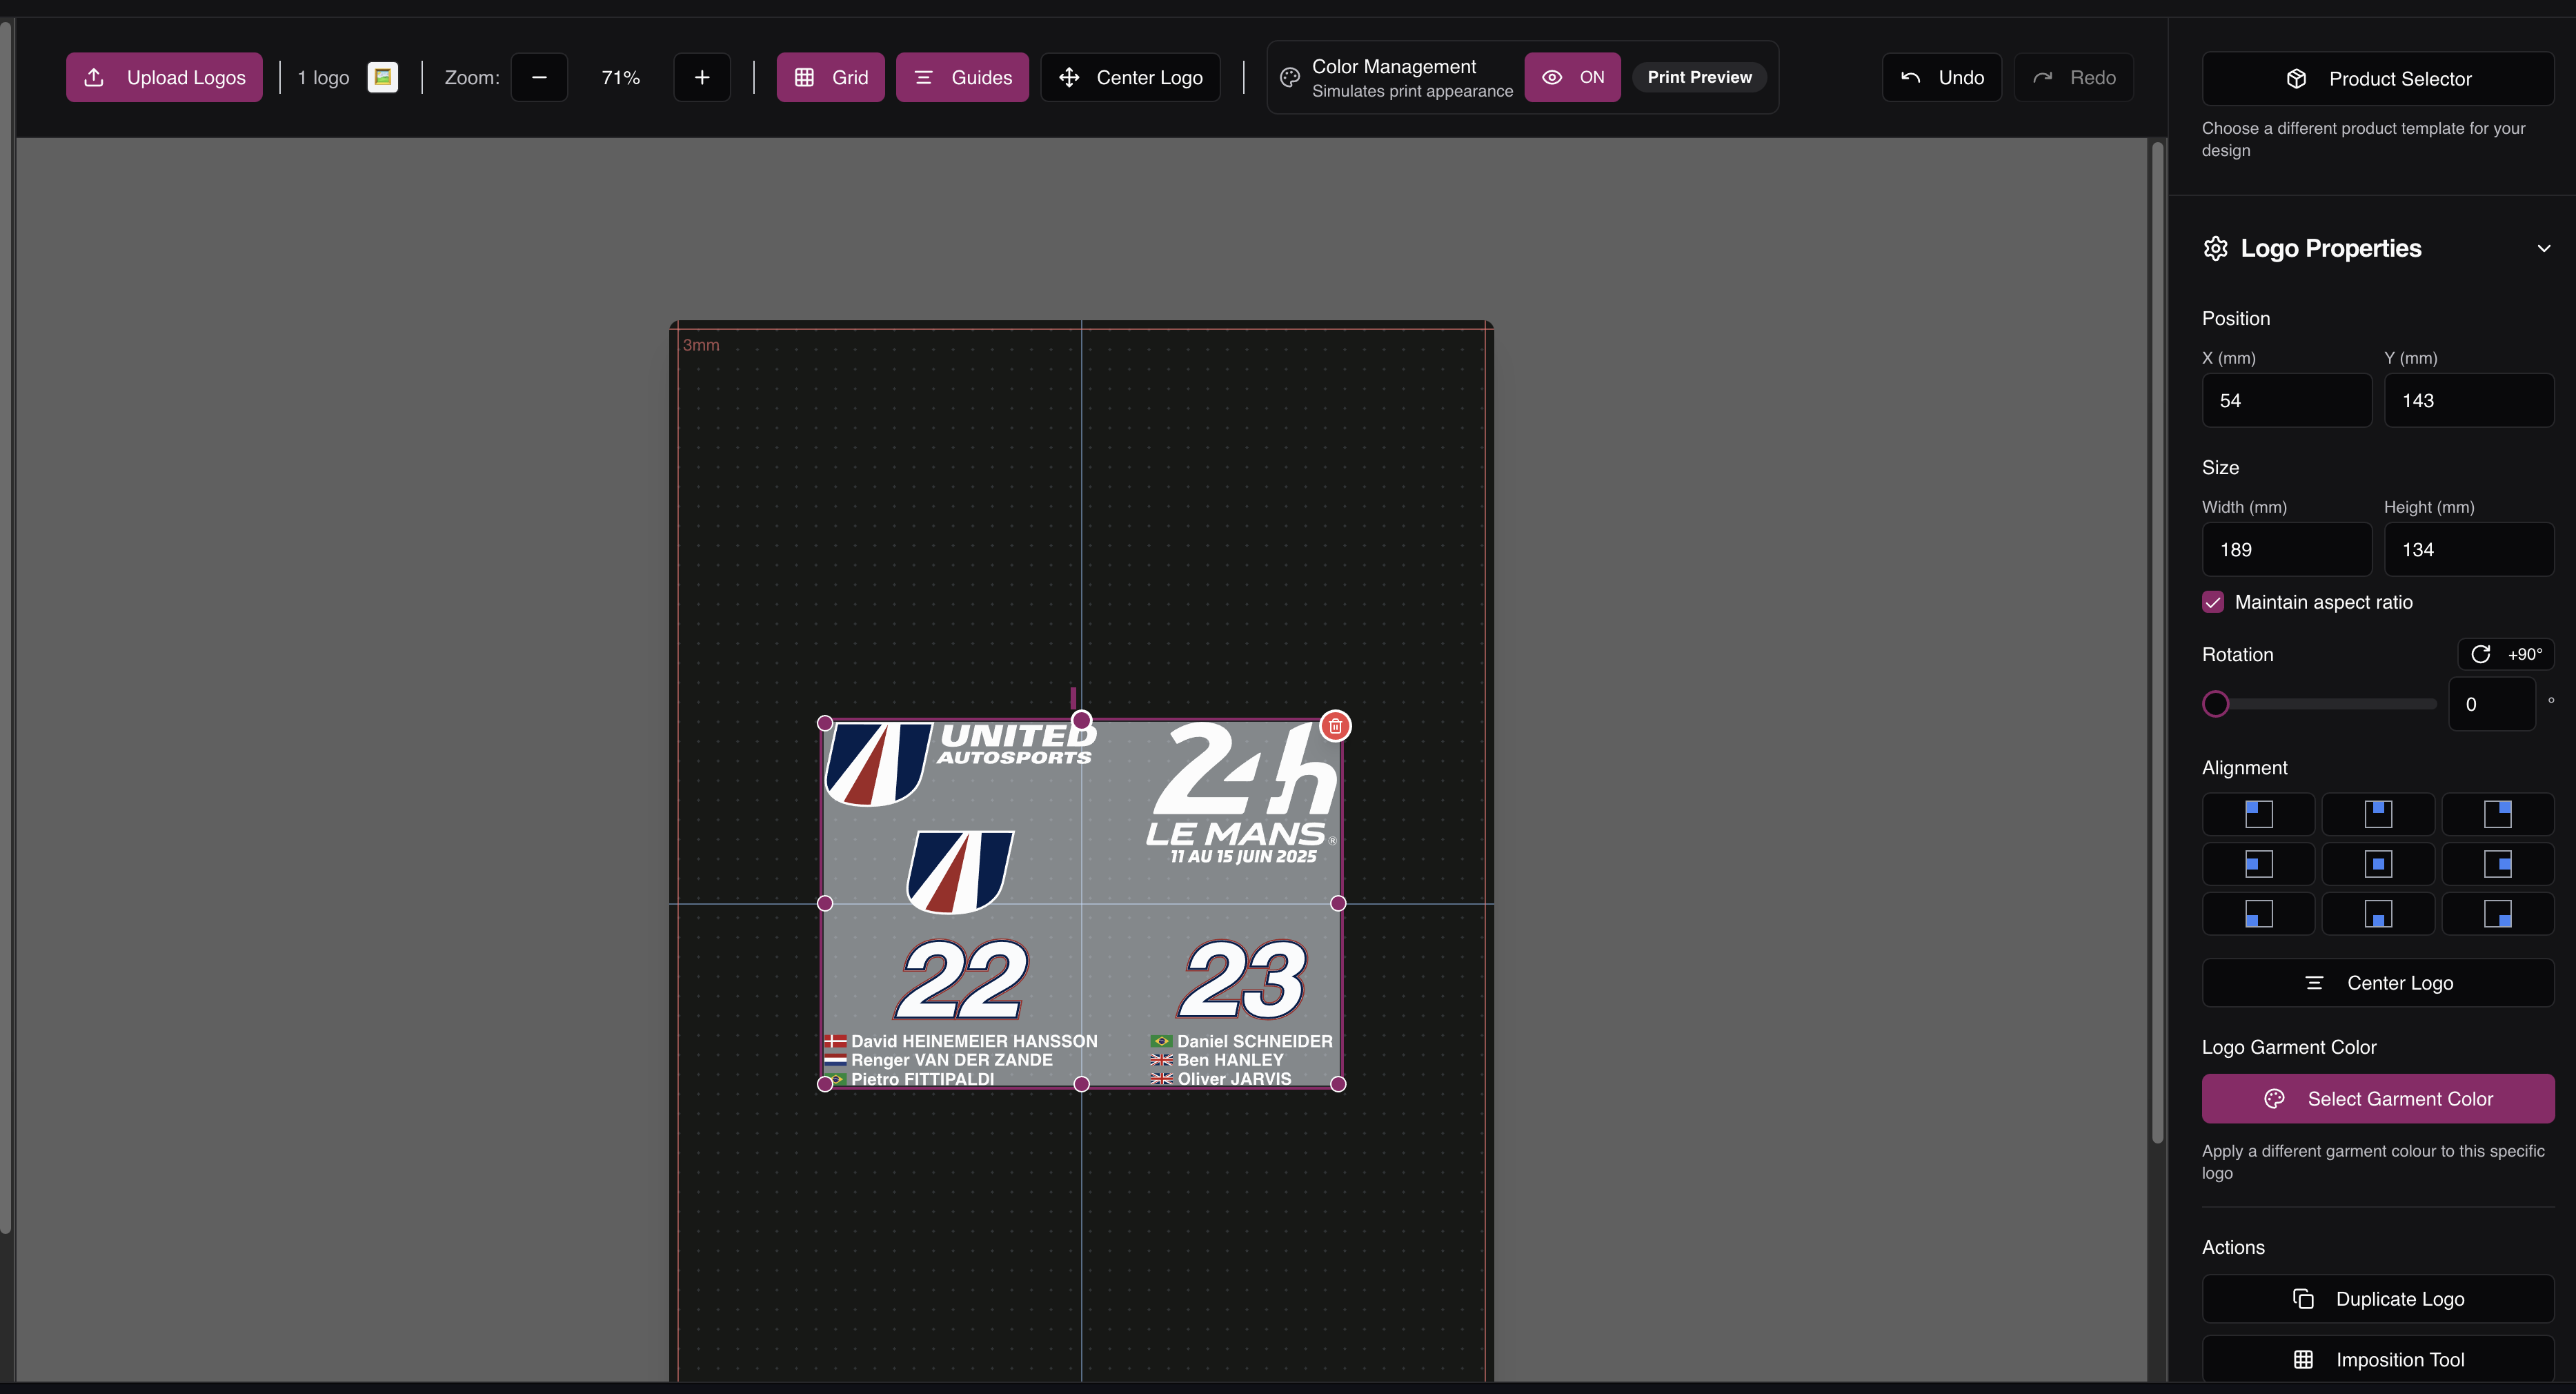 Upload Logos
1 logo
Zoom:
71%
Grid
Guides
Center Logo
Color Management
Simulates print appearance
ON
Print Preview
Undo
Redo
Product Selector
Choose a different product template for your
design
Logo Properties
Position
X (mm)
Y (mm)
54
143
Size
Width (mm)
Height (mm)
189
134
Maintain aspect ratio
Rotation
+90°
0
°
Alignment
Center Logo
Logo Garment Color
Select Garment Color
Apply a different garment colour to this specific
logo
Actions
Duplicate Logo
Imposition Tool
3mm
UNITED
AUTOSPORTS
24h
LE MANS®
11 AU 15 JUIN 2025
22
23
David HEINEMEIER HANSSON
Renger VAN DER ZANDE
Pietro FITTIPALDI
Daniel SCHNEIDER
Ben HANLEY
Oliver JARVIS